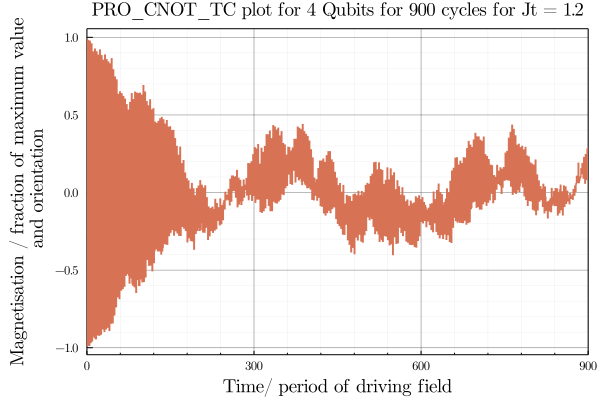 PRO_CNOT_TC plot for 4 Qubits for 900 cycles for Jt = 1.2
Magnetisation / fraction of maximum value
and orientation
1.0
0.5
0.0
−0.5
−1.0
0
300
600
900
Time/ period of driving field